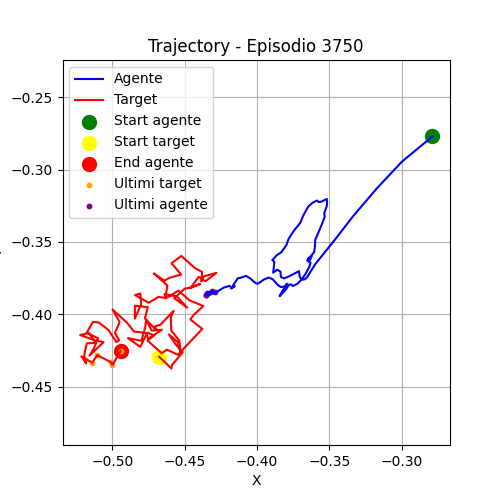 Trajectory - Episodio 3750
Agente
Target
Start agente
Start target
End agente
Ultimi target
Ultimi agente
−0.25
−0.30
−0.35
−0.40
−0.45
−0.50
−0.45
−0.40
−0.35
−0.30
X